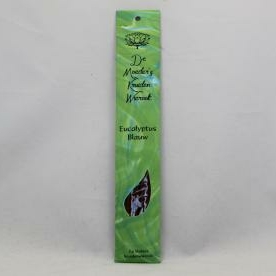 De
Moeder's
Kruiden
Wierook
Eucalyptus
Blauw